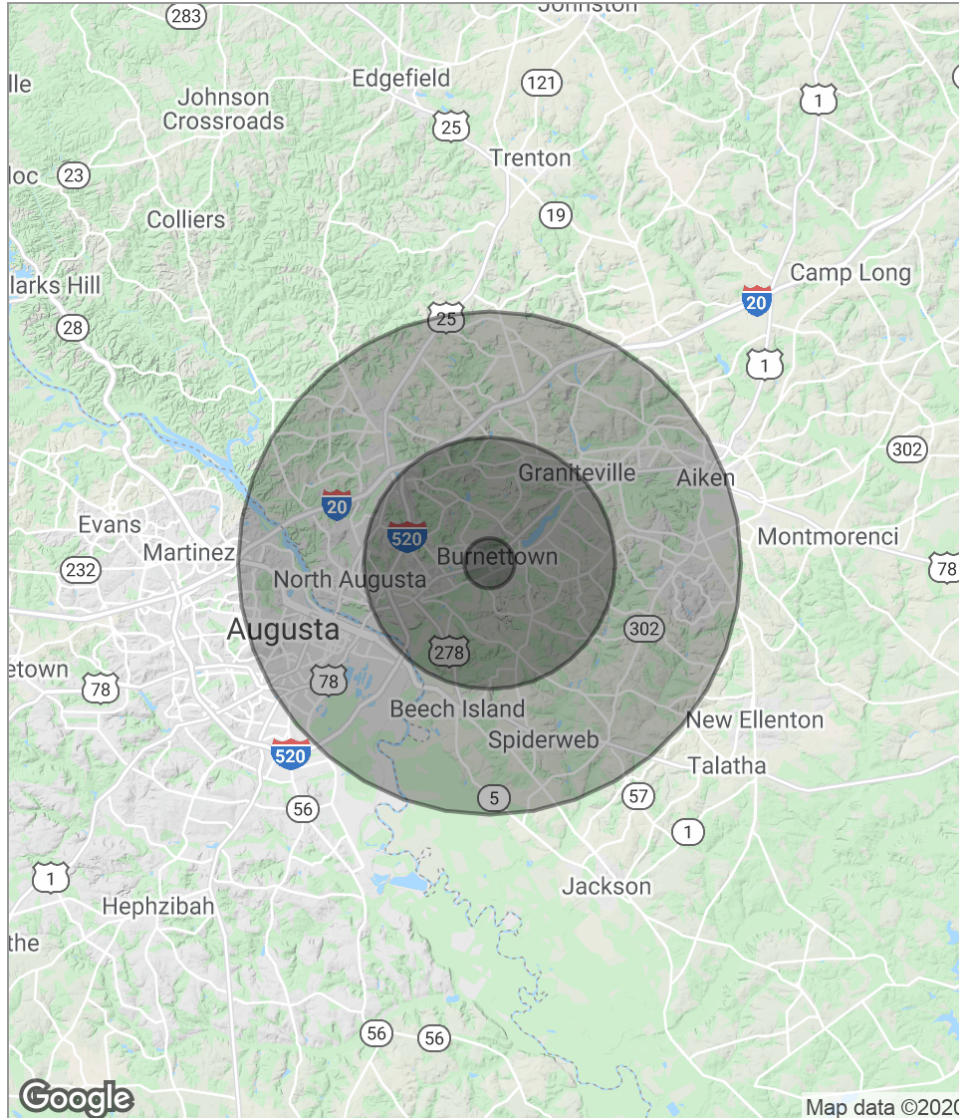 Johnston
283
Edgefield
121
1
lle
Johnson
Crossroads
25
Trenton
loc
23
19
Colliers
Camp Long
larks Hill
20
25
28
1
302
Graniteville
Aiken
20
Evans
520
Montmorenci
Martinez
Burnettown
232
78
North Augusta
Augusta
302
278
etown
78
78
Beech Island
New Ellenton
Spiderweb
520
Talatha
5
57
56
1
1
Jackson
Hephzibah
the
56
56
Google
Map data ©2020